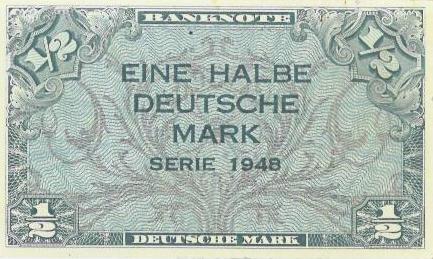 BANKNOTE
1/2 1/2
EINE HALBE
DEUTSCHE
MARK
SERIE 1948
1/2 1/2
DEUTSCHE MARK